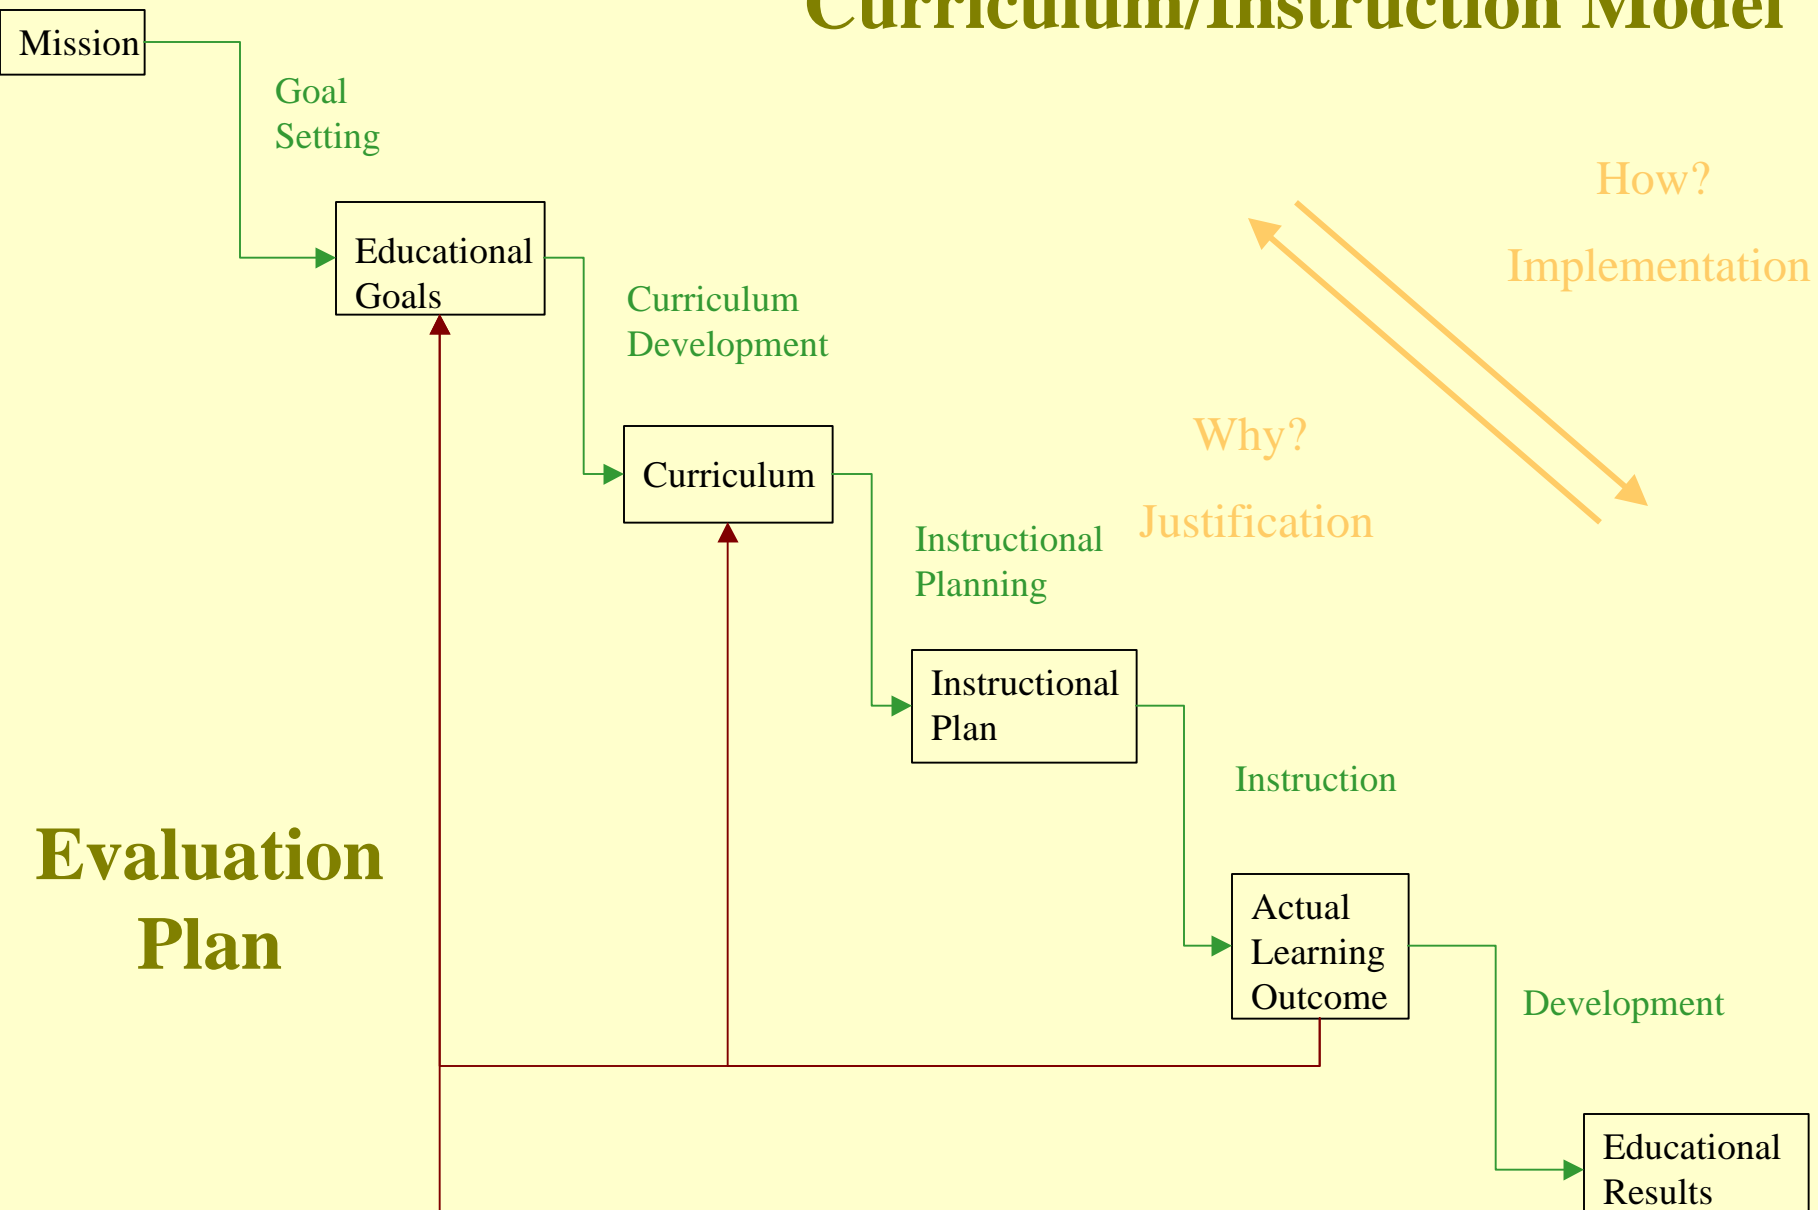 Curriculum/Instruction Model
Mission
Goal
Setting
How?
Implementation
Educational
Goals
Curriculum
Development
Why?
Justification
Curriculum
Instructional
Planning
Instructional
Plan
Instruction
Evaluation
Plan
Actual
Learning
Outcome
Development
Educational
Results